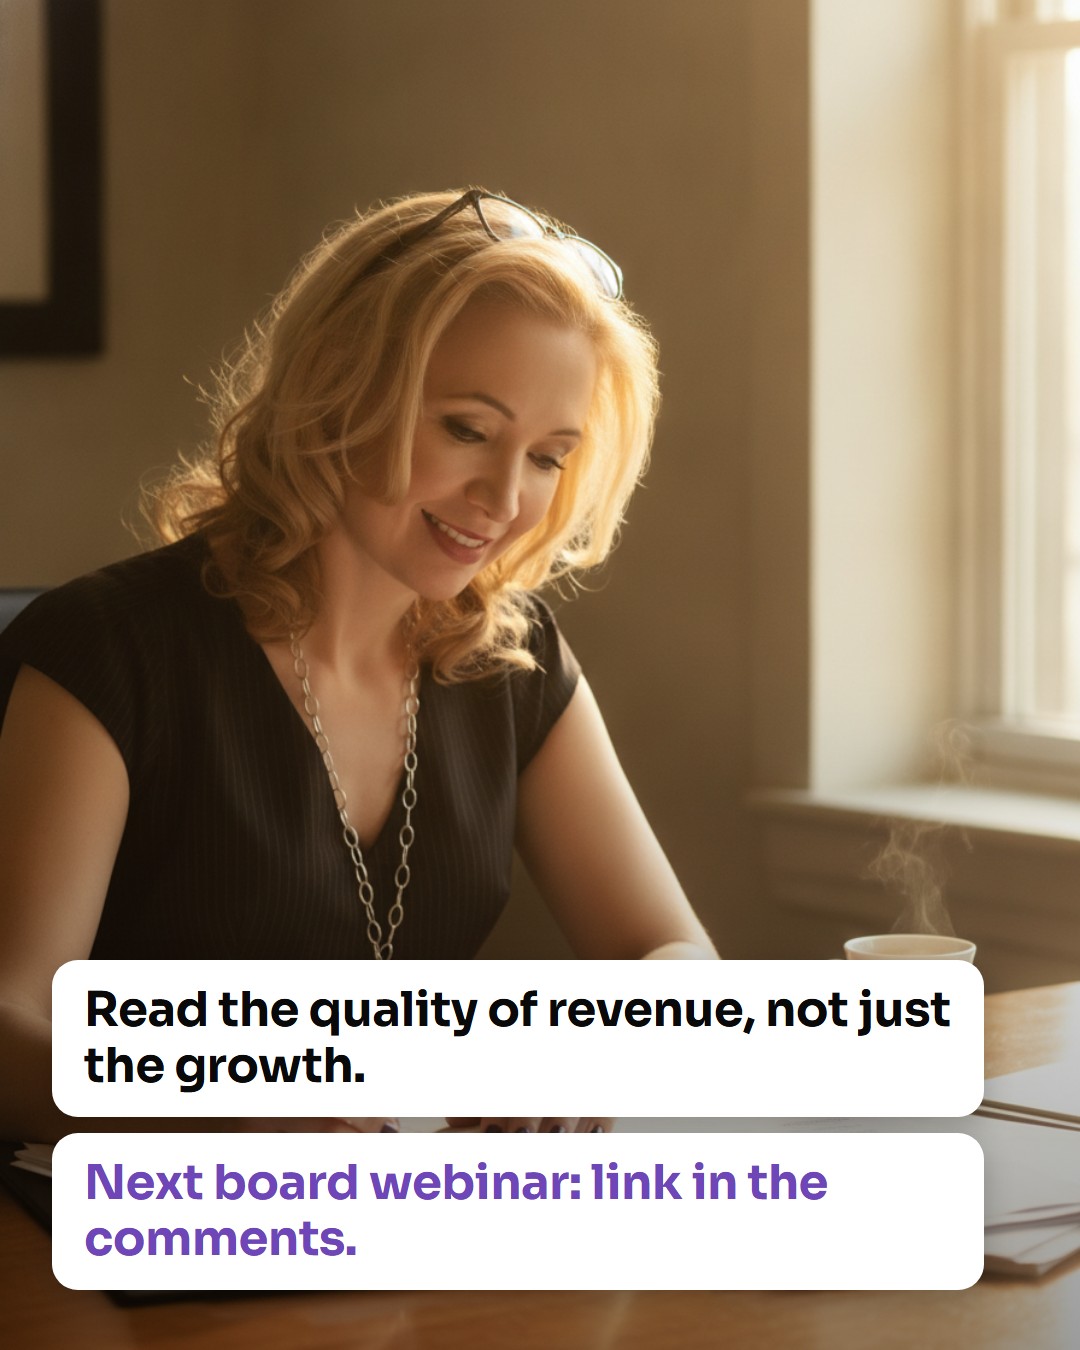 Read the quality of revenue, not just
the growth.
Next board webinar: link in the
comments.